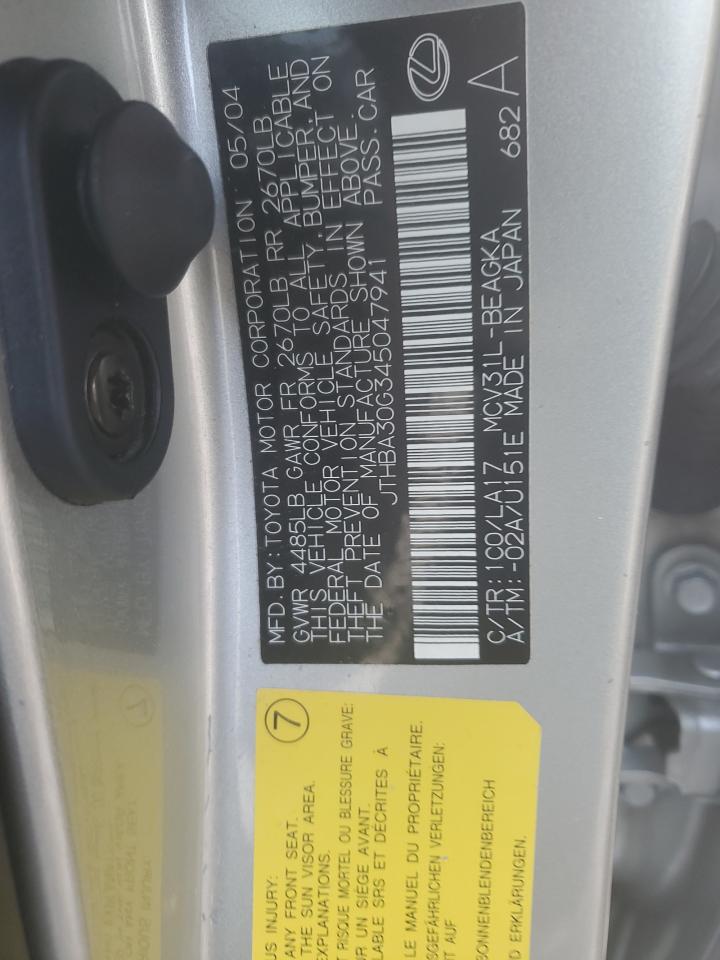 MFD. BY: TOYOTA MOTOR CORPORATION 05/04
GVWR 4485LB GAWR FR 2670LB RR 2670LB
THIS VEHICLE CONFORMS TO ALL APPLICABLE
FEDERAL MOTOR VEHICLE SAFETY, BUMPER, AND
THEFT PREVENTION STANDARDS IN EFFECT ON
THE DATE OF MANUFACTURE SHOWN ABOVE.
JTHBA30G345047941 PASS. CAR
C/TR: 1C0/LA17 MCV31L-BEAGKA 682
A/TM: -02A/U151E MADE IN JAPAN A
7
US INJURY:
ANY FRONT SEAT.
THE SUN VISOR AREA.
EXPLANATIONS.
T RISQUE MORTEL OU BLESSURE GRAVE:
R UN SIÈGE AVANT.
LABLE SRS ET DÉCRITES À
LE MANUEL DU PROPRIÉTAIRE.
SGEFÄHRLICHEN VERLETZUNGEN:
T AUF
SONNENBLENDENBEREICH
D ERKLÄRUNGEN.